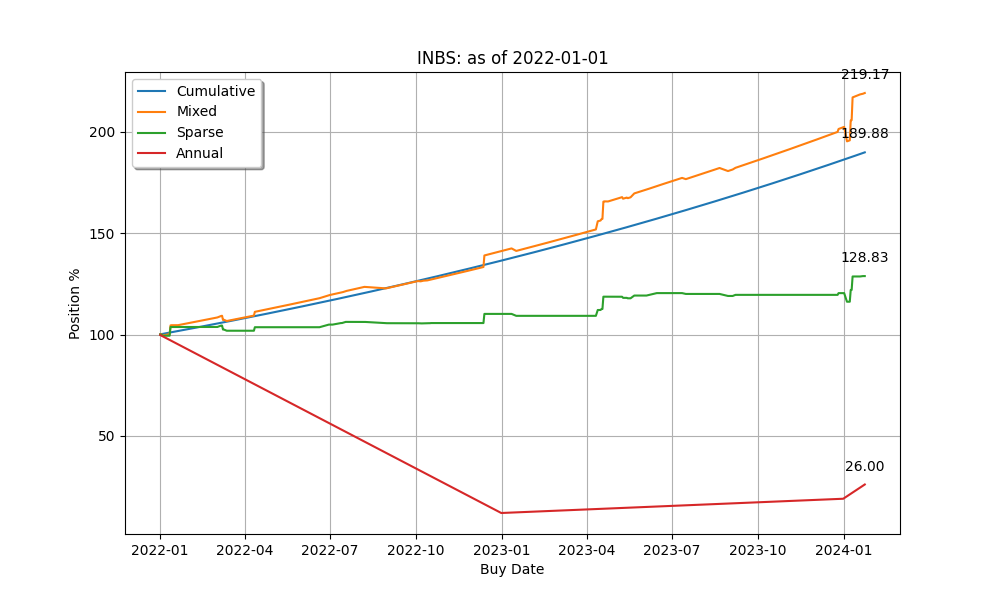 INBS: as of 2022-01-01
219.17
Cumulative
Mixed
Sparse
Annual
189.88
128.83
26.00
200
150
100
50
Position %
2022-01 2022-04 2022-07 2022-10 2023-01 2023-04 2023-07 2023-10 2024-01
Buy Date